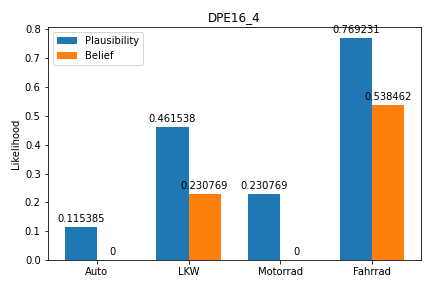 DPE16_4
Likelihood
0.8
0.7
0.6
0.5
0.4
0.3
0.2
0.1
0.0
Plausibility
Belief
0.115385
0
0.461538
0.230769
0.230769
0
0.769231
0.538462
Auto
LKW
Motorrad
Fahrrad